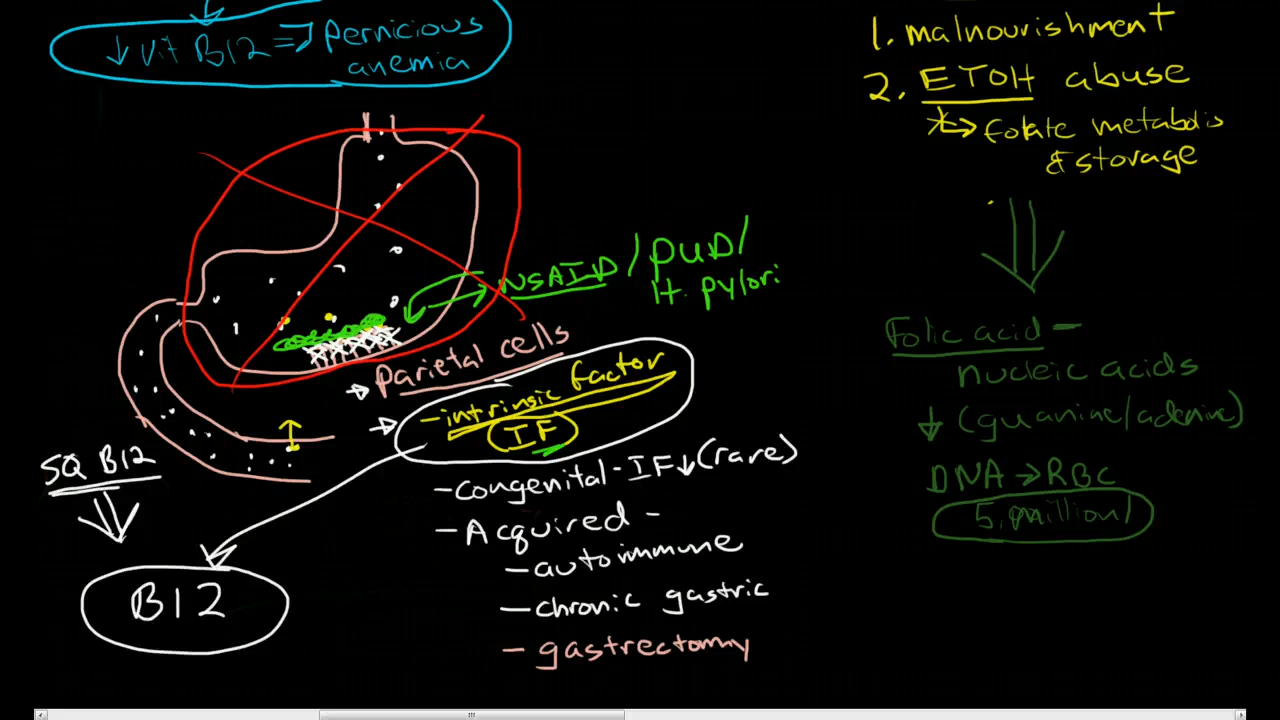 ↓ Vit B12 ⇒ Pernicious
anemia
NSAID / PUD /
H. pylori
Parietal cells
- intrinsic factor
(IF)
SQ B12
B12
- Congenital - IF↓ (rare)
- Acquired -
- autoimmune
- chronic gastric
- gastrectomy
1. malnourishment
2. ETOH abuse
folate metabolis
& storage
Folic acid -
nucleic acids
↓ (guanine/adenine)
DNA → RBC
million